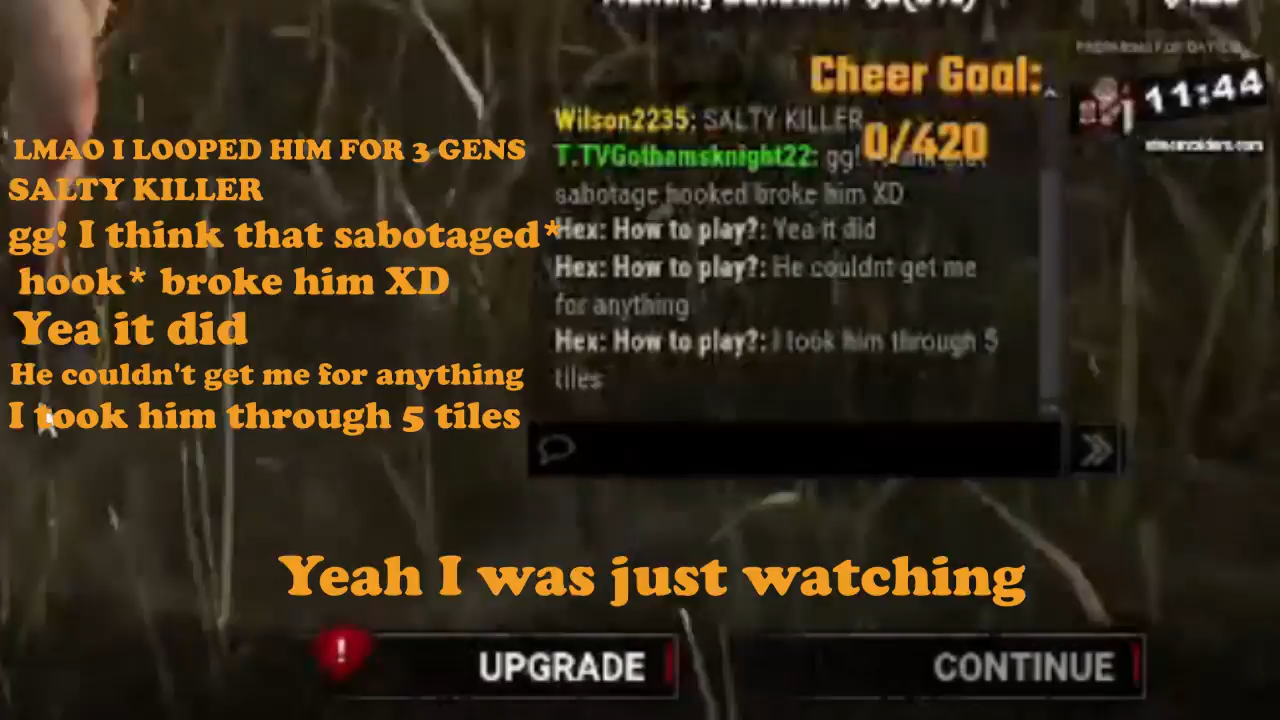 Cheer Goal:
0/420
11:44
Wilson2235: SALTY KILLER
T.TVGothamsknight22: gg!
sabotage hooked broke him XD
Hex: How to play?: Yea it did
Hex: How to play?: He couldnt get me
for anything
Hex: How to play?: I took him through 5
tiles
LMAO I LOOPED HIM FOR 3 GENS
SALTY KILLER
gg! I think that sabotaged*
hook* broke him XD
Yea it did
He couldn't get me for anything
I took him through 5 tiles
Yeah I was just watching
UPGRADE
CONTINUE